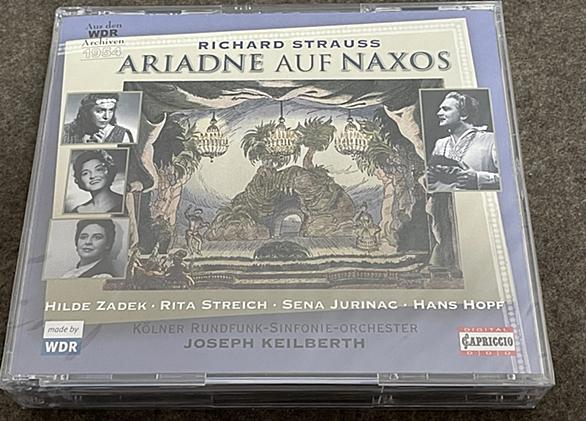 Aus den
WDR
Archiven
1954
RICHARD STRAUSS
ARIADNE AUF NAXOS
HILDE ZADEK · RITA STREICH · SENA JURINAC · HANS HOPF
KÖLNER RUNDFUNK-SINFONIE-ORCHESTER
JOSEPH KEILBERTH
made by
WDR
DIGITAL
CAPRICCIO
D|D|D